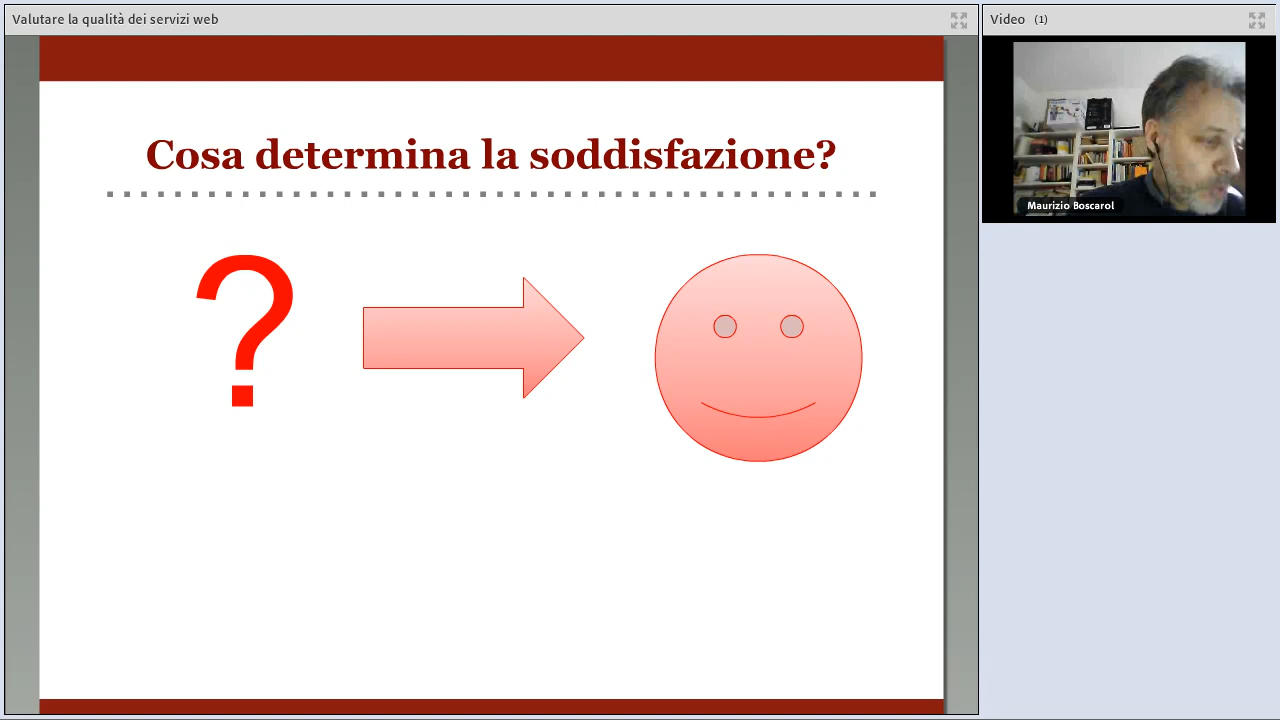 Valutare la qualità dei servizi web
Video (1)
Cosa determina la soddisfazione?
?
Maurizio Boscarol